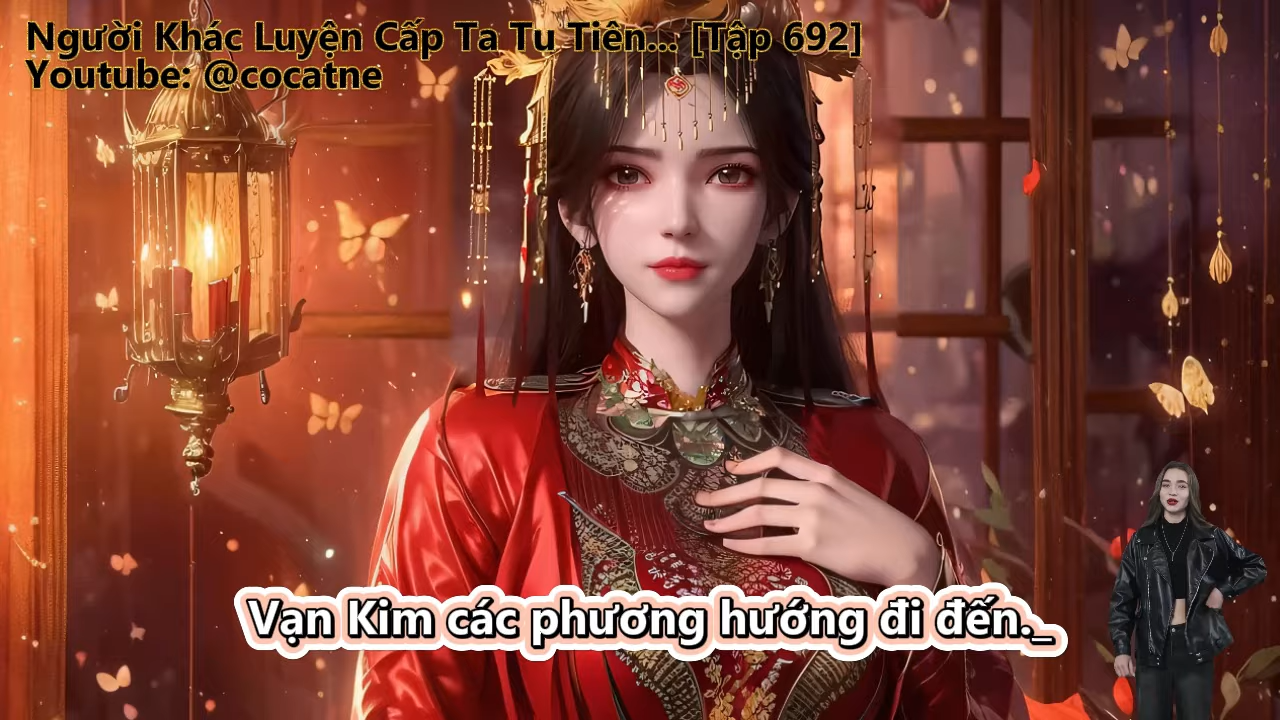 Người Khác Luyện Cấp Ta Tu Tiên... [Tập 692]
Youtube: @cocatne
Vạn Kim các phương hướng đi đến._